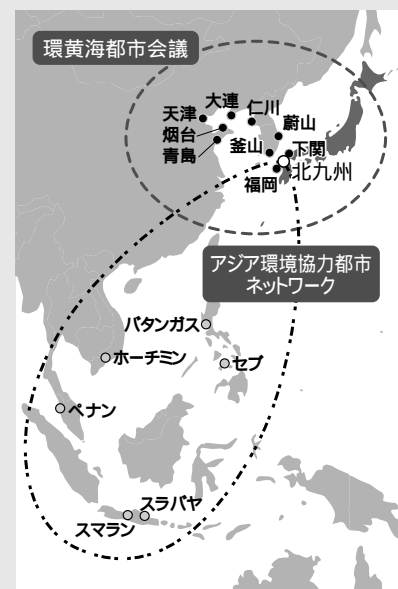 環黄海都市会議
大連
仁川
天津
烟台
青島
蔚山
釜山
下関
北九州
福岡
アジア環境協力都市
ネットワーク
バタンガス
ホーチミン
セブ
ペナン
スラバヤ
スマラン